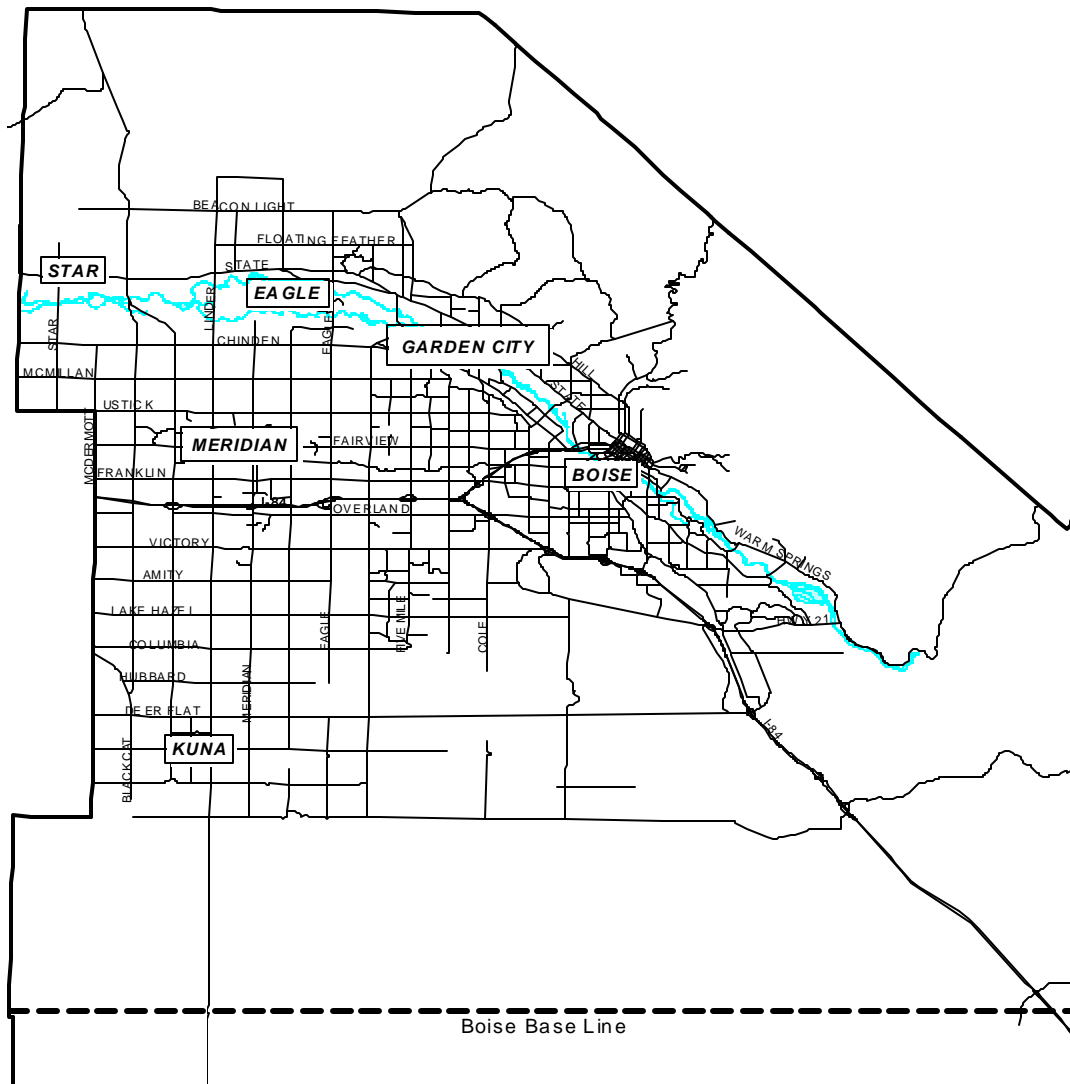 BEACON LIGHT
FLOATING FEATHER
STATE
STAR
EAGLE
LINDER
STAR
EAGLE
CHINDEN
GARDEN CITY
HILL
STATE
MCMILLAN
USTICK
MCDERMOTT
MERIDIAN
FAIRVIEW
FRANKLIN
BOISE
I-84
OVERLAND
VICTORY
WARM SPRINGS
AMITY
LAKE HAZEL
EAGLE
FIVE MILE
COLE
HWY 21
COLUMBIA
HUBBARD
MERIDIAN
DEER FLAT
I-84
BLACKCAT
KUNA
Boise Base Line